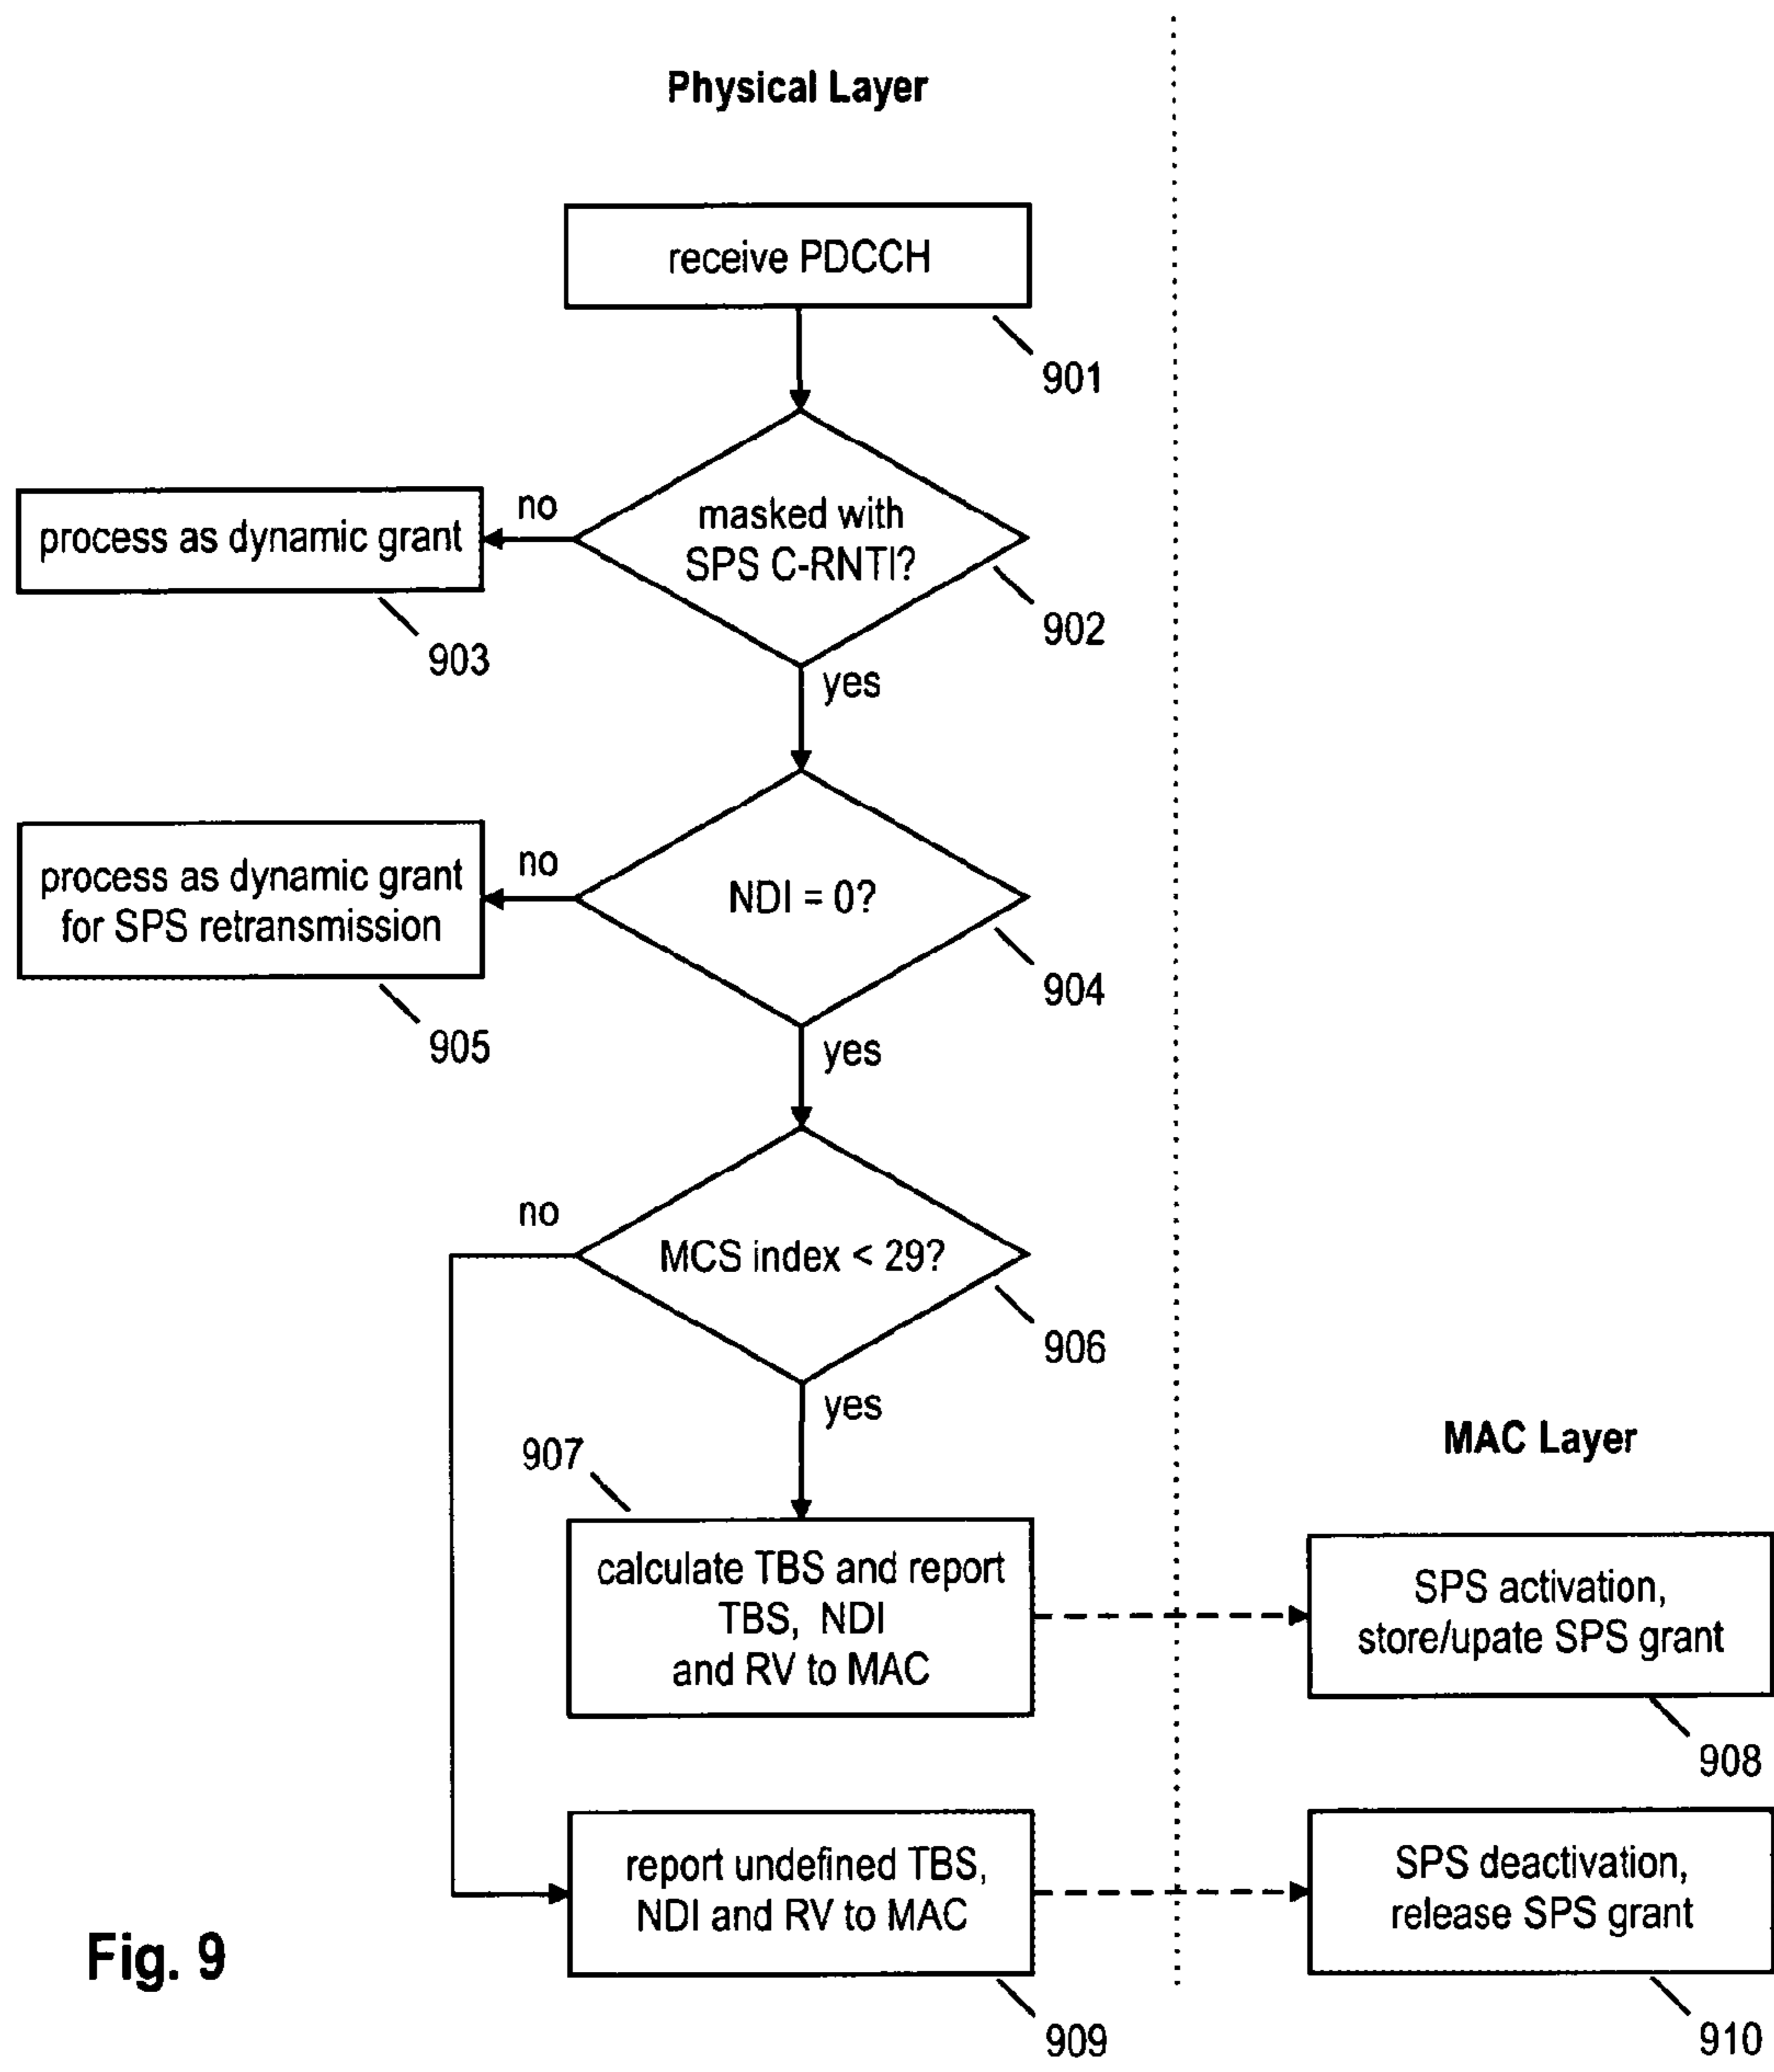 Physical Layer
receive PDCCH
901
masked with
SPS C-RNTI?
902
no
process as dynamic grant
903
yes
NDI = 0?
904
no
process as dynamic grant
for SPS retransmission
905
yes
MCS index < 29?
906
no
yes
MAC Layer
907
calculate TBS and report
TBS, NDI
and RV to MAC
SPS activation,
store/upate SPS grant
908
report undefined TBS,
NDI and RV to MAC
909
SPS deactivation,
release SPS grant
910
Fig. 9